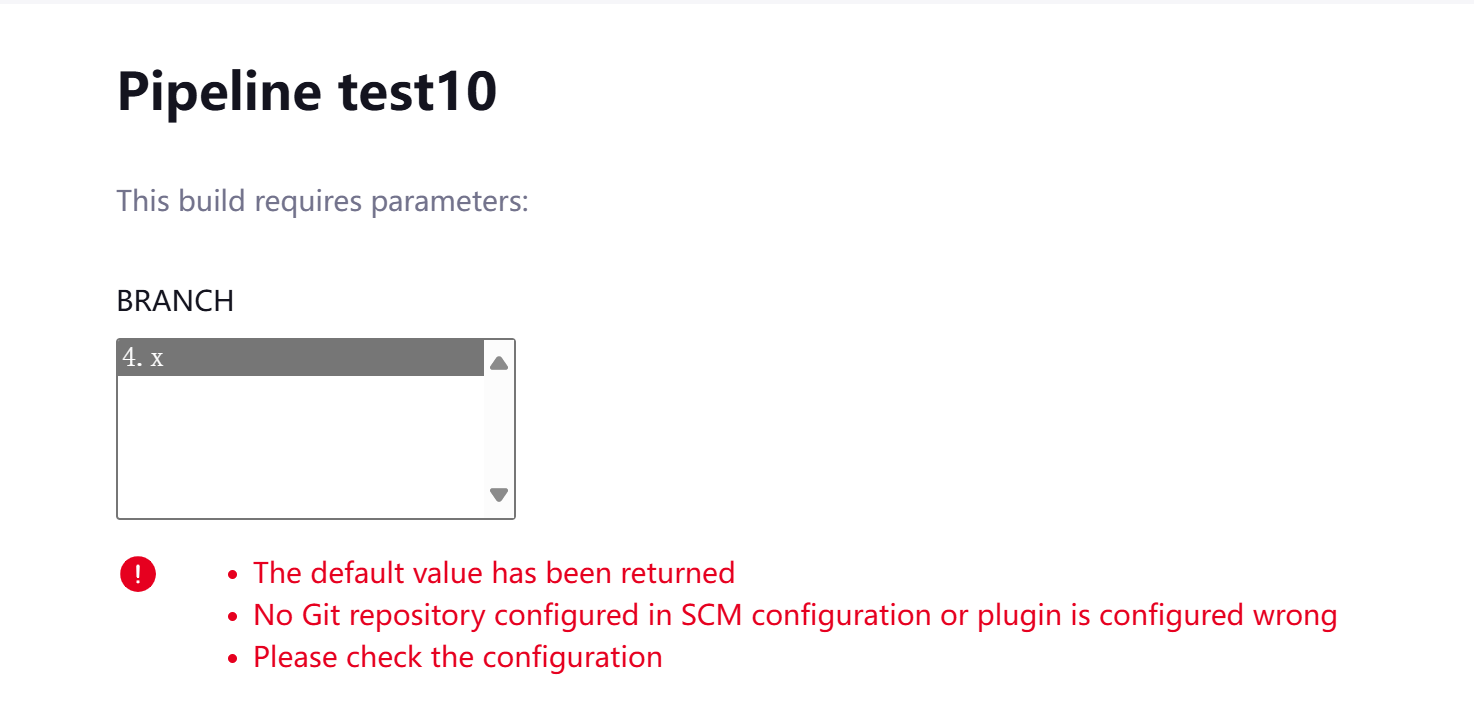 Pipeline test10
This build requires parameters:
BRANCH
4. x
The default value has been returned
No Git repository configured in SCM configuration or plugin is configured wrong
Please check the configuration